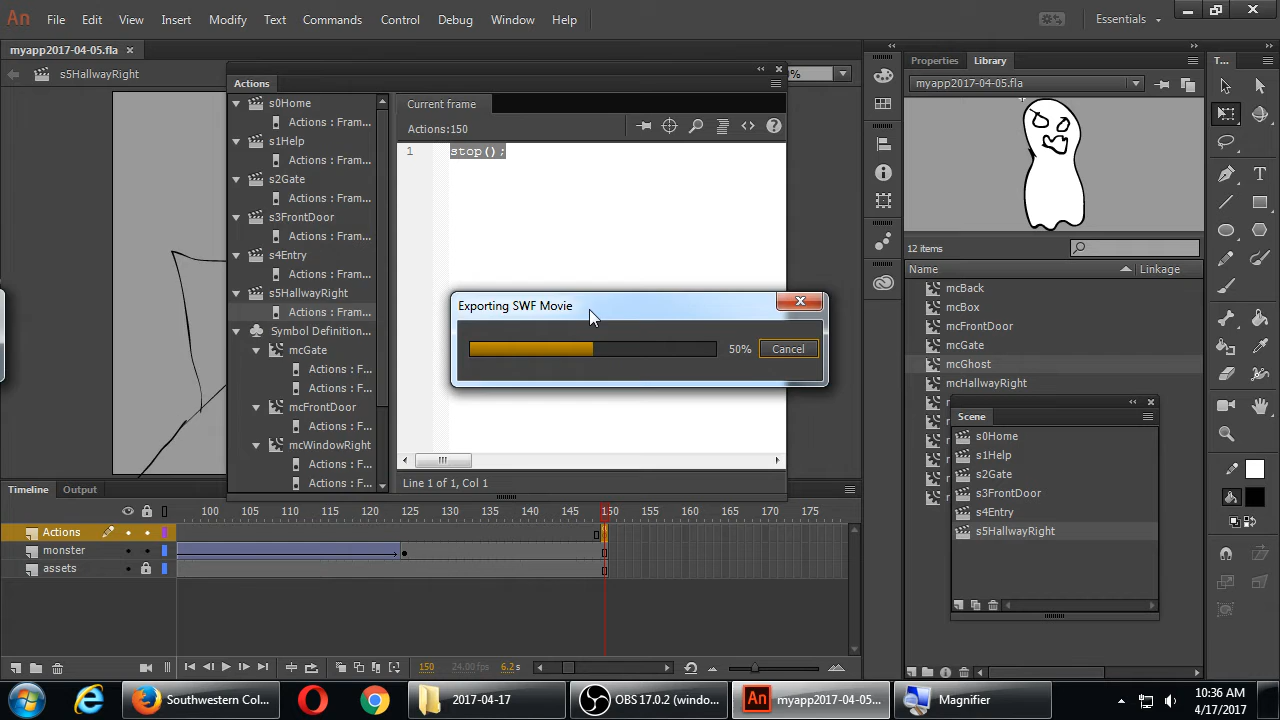 An File Edit View Insert Modify Text Commands Control Debug Window Help Essentials
myapp2017-04-05.fla ×
s5HallwayRight
%
Actions
s0Home
Actions : Fram...
s1Help
Actions : Fram...
s2Gate
Actions : Fram...
s3FrontDoor
Actions : Fram...
s4Entry
Actions : Fram...
s5HallwayRight
Actions : Fram...
Symbol Definition...
mcGate
Actions : F...
Actions : F...
mcFrontDoor
Actions : F...
mcWindowRight
Actions : F...
Actions : F...
Current frame
Actions:150
1 stop();
Line 1 of 1, Col 1
Exporting SWF Movie
50% Cancel
Properties Library
myapp2017-04-05.fla
12 items
Name Linkage
mcBack
mcBox
mcFrontDoor
mcGate
mcGhost
mcHallwayRight
Scene
s0Home
s1Help
s2Gate
s3FrontDoor
s4Entry
s5HallwayRight
T...
Timeline Output
100 105 110 115 120 125 130 135 140 145 150 155 160 165 170 175
Actions
monster
assets
150 24.00 fps 6.2 s
Southwestern Col...
2017-04-17
OBS 17.0.2 (windo...
An myapp2017-04-05...
Magnifier
10:36 AM
4/17/2017